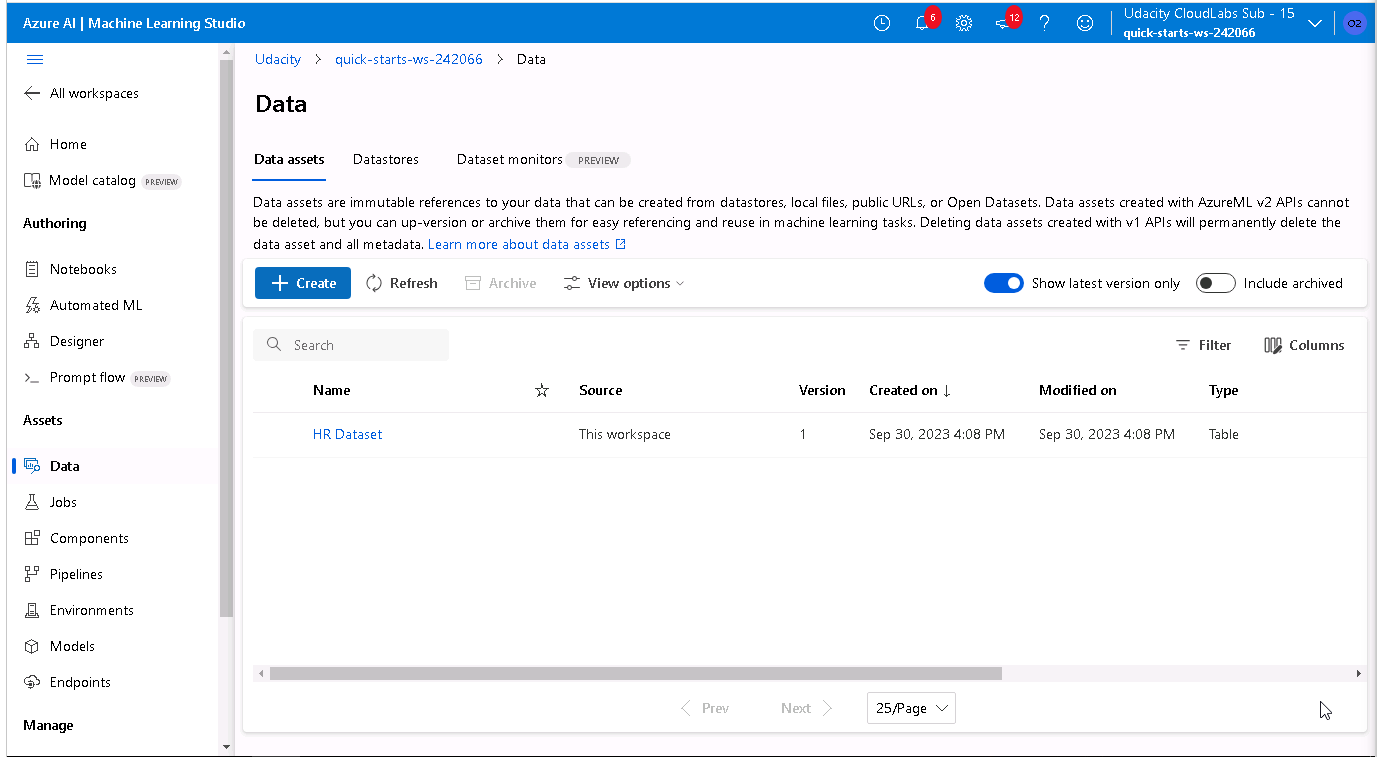 Azure AI | Machine Learning Studio
6
12
?
Udacity CloudLabs Sub - 15
quick-starts-ws-242066
O2
All workspaces
Home
Model catalog PREVIEW
Authoring
Notebooks
Automated ML
Designer
Prompt flow PREVIEW
Assets
Data
Jobs
Components
Pipelines
Environments
Models
Endpoints
Manage
Udacity > quick-starts-ws-242066 > Data
Data
Data assets Datastores Dataset monitors PREVIEW
Data assets are immutable references to your data that can be created from datastores, local files, public URLs, or Open Datasets. Data assets created with AzureML v2 APIs cannot
be deleted, but you can up-version or archive them for easy referencing and reuse in machine learning tasks. Deleting data assets created with v1 APIs will permanently delete the
data asset and all metadata. Learn more about data assets
Create Refresh Archive View options Show latest version only Include archived
Search Filter Columns
Name Source Version Created on ↓ Modified on Type
HR Dataset This workspace 1 Sep 30, 2023 4:08 PM Sep 30, 2023 4:08 PM Table
Prev Next 25/Page